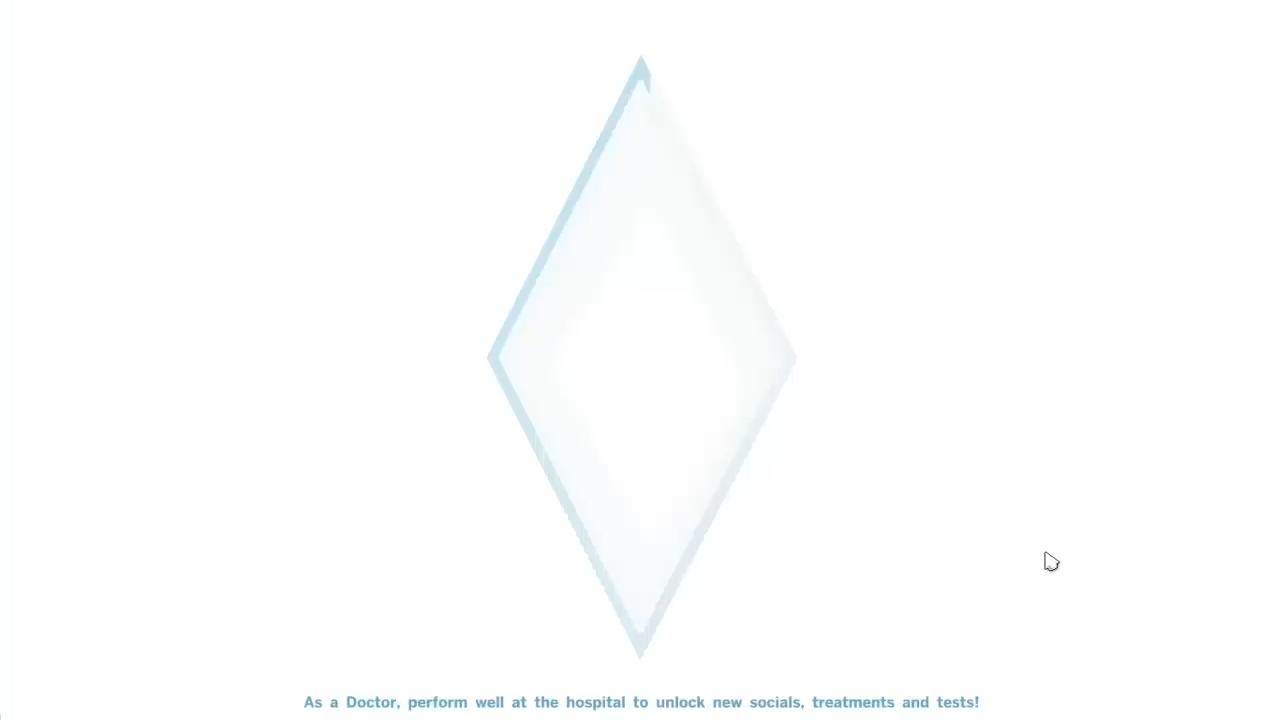 As a Doctor, perform well at the hospital to unlock new socials, treatments and tests!